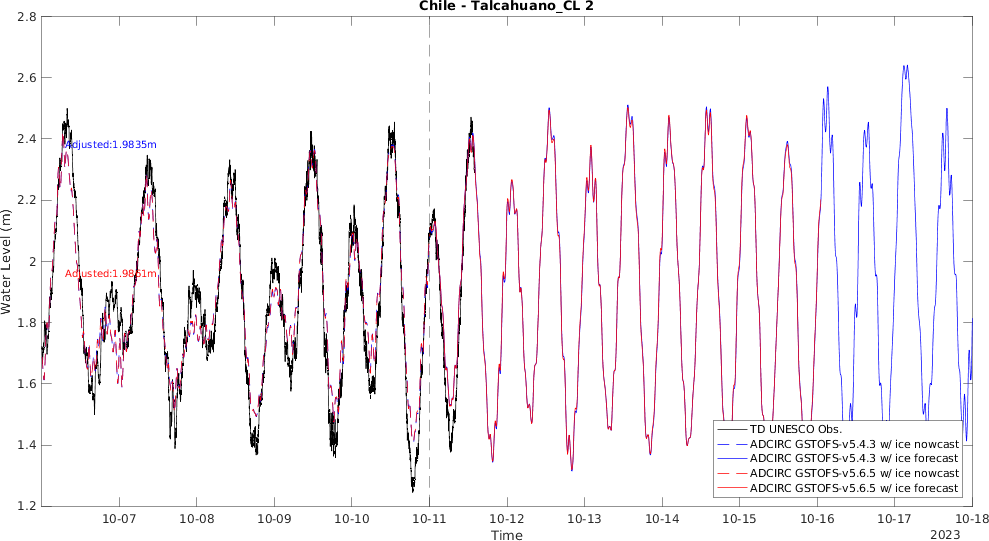 Chile - Talcahuano_CL 2
Water Level (m)
2.8
2.6
2.4
2.2
2
1.8
1.6
1.4
1.2
Adjusted:1.9835m
Adjusted:1.9861m
TD UNESCO Obs.
ADCIRC GSTOFS-v5.4.3 w/ ice nowcast
ADCIRC GSTOFS-v5.4.3 w/ ice forecast
ADCIRC GSTOFS-v5.6.5 w/ ice nowcast
ADCIRC GSTOFS-v5.6.5 w/ ice forecast
10-07 10-08 10-09 10-10 10-11 10-12 10-13 10-14 10-15 10-16 10-17 10-18
Time
2023